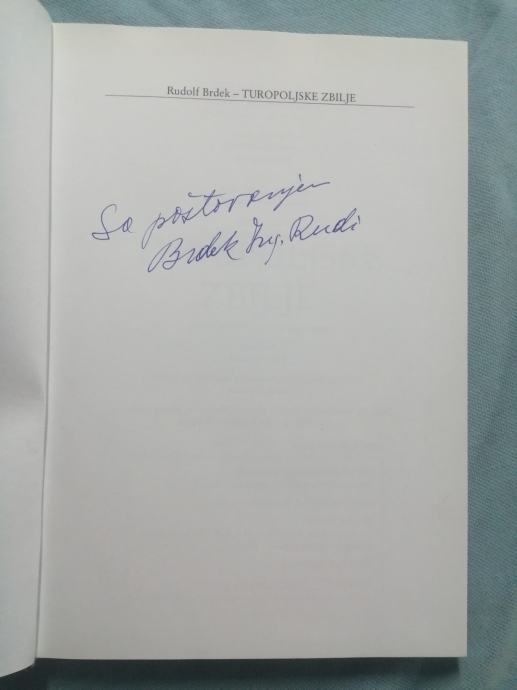 Rudolf Brdek – TUROPOLJSKE ZBILJE
Sa poštovanjem
Brdek Ing. Rudi